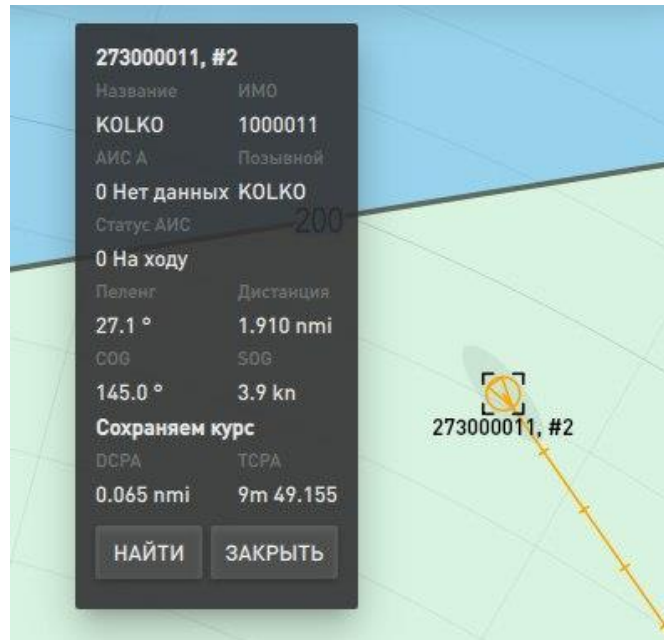 273000011, #2
Название ИМО
KOLKO 1000011
АИС А Позывной
0 Нет данных KOLKO
Статус АИС
0 На ходу
Пеленг Дистанция
27.1 ° 1.910 nmi
COG SOG
145.0 ° 3.9 kn
Сохраняем курс
DCPA TCPA
0.065 nmi 9m 49.155
НАЙТИ ЗАКРЫТЬ
200
273000011, #2